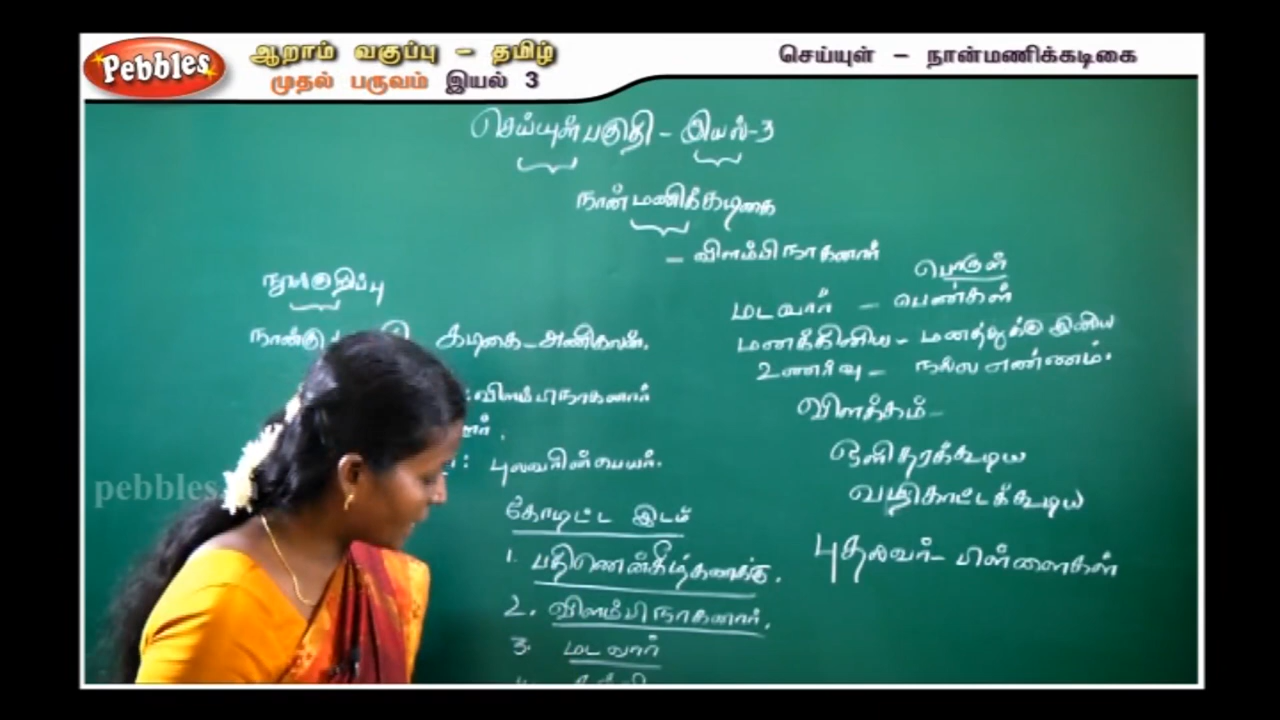 Pebbles
ஆறாம் வகுப்பு – தமிழ்
முதல் பருவம் இயல் 3
செய்யுள் – நான்மணிக்கடிகை
செய்யுள் பகுதி – இயல் -3
நான்மணிக்கடிகை
– விளம்பிநாகனார்
நூல்குறிப்பு
நான்கு கடிகை – அணிகலன்.
: விளம்பிநாகனார்
: புலவரின்பெயர்.
கோடிட்ட இடம்
1. பதினெண்கீழ்கணக்கு.
2. விளம்பிநாகனார்.
3. மடவார்
4.
பொருள்
மடவார் – பெண்கள்
மனக்கினிய – மனத்துக்கு இனிய
உணர்வு – நல்ல எண்ணம்.
விளக்கம் –
ஒளிதரக்கூடிய
வழிகாட்டக்கூடிய
புதல்வர் – பிள்ளைகள்
pebbles